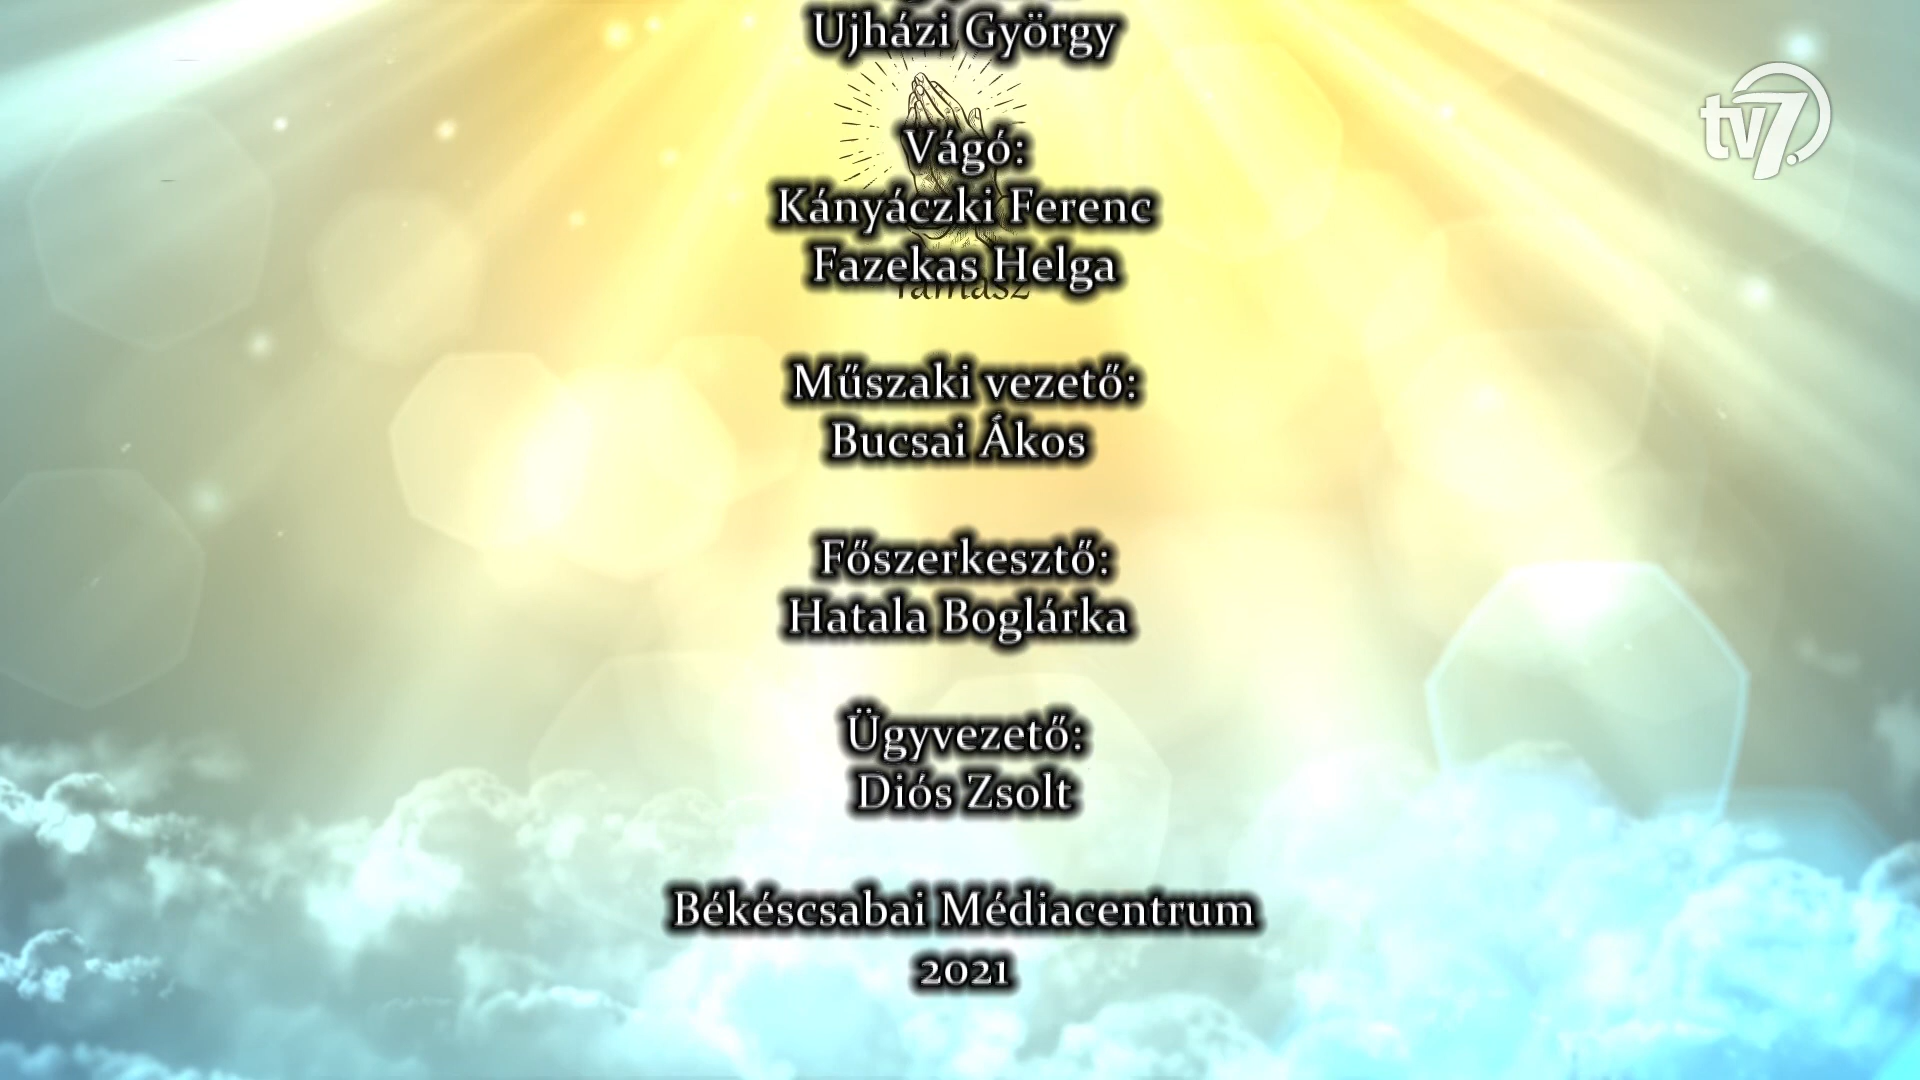 Ujházi György
tv7.
Vágó:
Kányáczki Ferenc
Fazekas Helga
Támasz
Műszaki vezető:
Bucsai Ákos
Főszerkesztő:
Hatala Boglárka
Ügyvezető:
Diós Zsolt
Békéscsabai Médiacentrum
2021